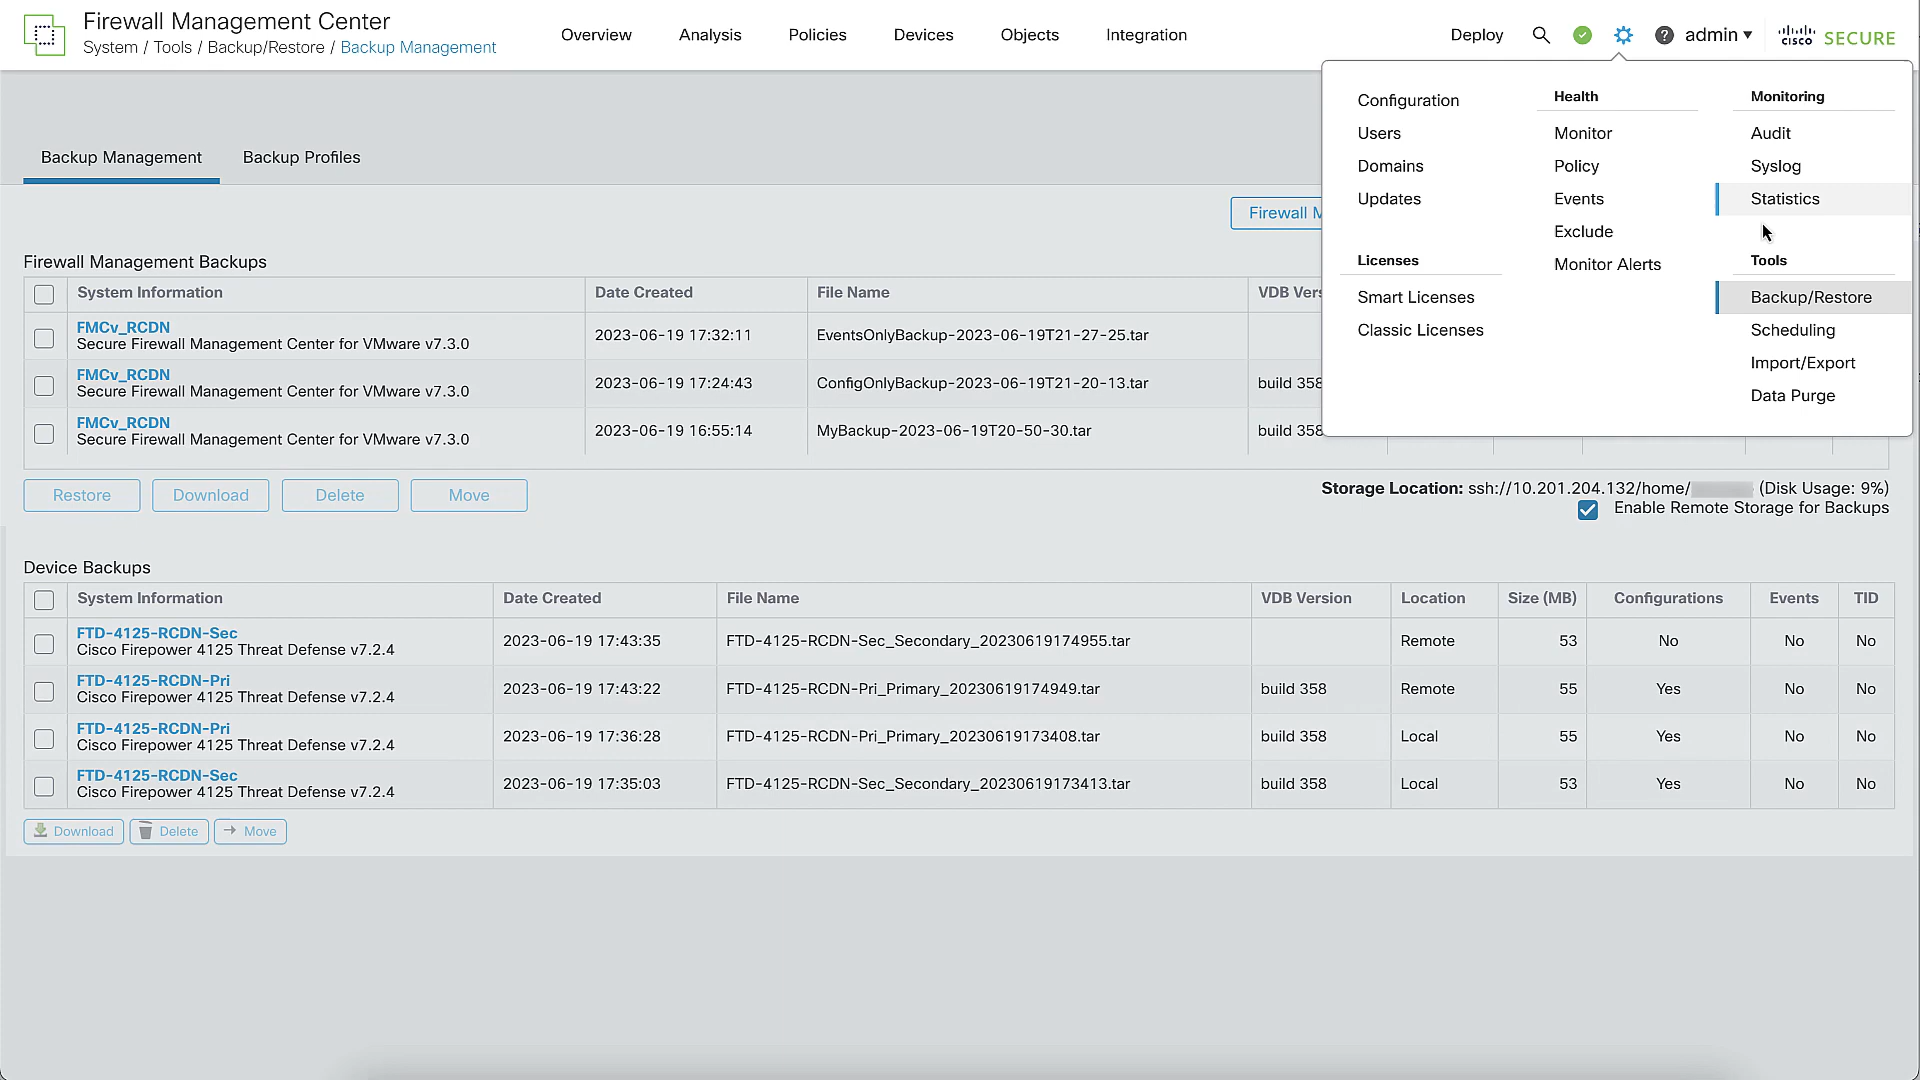 Firewall Management Center
System / Tools / Backup/Restore / Backup Management
Overview Analysis Policies Devices Objects Integration
Deploy admin ▾ cisco SECURE
Configuration
Users
Domains
Updates
Licenses
Smart Licenses
Classic Licenses
Health
Monitor
Policy
Events
Exclude
Monitor Alerts
Monitoring
Audit
Syslog
Statistics
Tools
Backup/Restore
Scheduling
Import/Export
Data Purge
Backup Management Backup Profiles
Firewall M
Firewall Management Backups
System Information Date Created File Name VDB Vers
FMCv_RCDN
Secure Firewall Management Center for VMware v7.3.0
2023-06-19 17:32:11 EventsOnlyBackup-2023-06-19T21-27-25.tar
FMCv_RCDN
Secure Firewall Management Center for VMware v7.3.0
2023-06-19 17:24:43 ConfigOnlyBackup-2023-06-19T21-20-13.tar build 358
FMCv_RCDN
Secure Firewall Management Center for VMware v7.3.0
2023-06-19 16:55:14 MyBackup-2023-06-19T20-50-30.tar build 358
Restore Download Delete Move
Storage Location: ssh://10.201.204.132/home/ (Disk Usage: 9%)
Enable Remote Storage for Backups
Device Backups
System Information Date Created File Name VDB Version Location Size (MB) Configurations Events TID
FTD-4125-RCDN-Sec
Cisco Firepower 4125 Threat Defense v7.2.4
2023-06-19 17:43:35 FTD-4125-RCDN-Sec_Secondary_20230619174955.tar Remote 53 No No No
FTD-4125-RCDN-Pri
Cisco Firepower 4125 Threat Defense v7.2.4
2023-06-19 17:43:22 FTD-4125-RCDN-Pri_Primary_20230619174949.tar build 358 Remote 55 Yes No No
FTD-4125-RCDN-Pri
Cisco Firepower 4125 Threat Defense v7.2.4
2023-06-19 17:36:28 FTD-4125-RCDN-Pri_Primary_20230619173408.tar build 358 Local 55 Yes No No
FTD-4125-RCDN-Sec
Cisco Firepower 4125 Threat Defense v7.2.4
2023-06-19 17:35:03 FTD-4125-RCDN-Sec_Secondary_20230619173413.tar build 358 Local 53 Yes No No
Download Delete Move